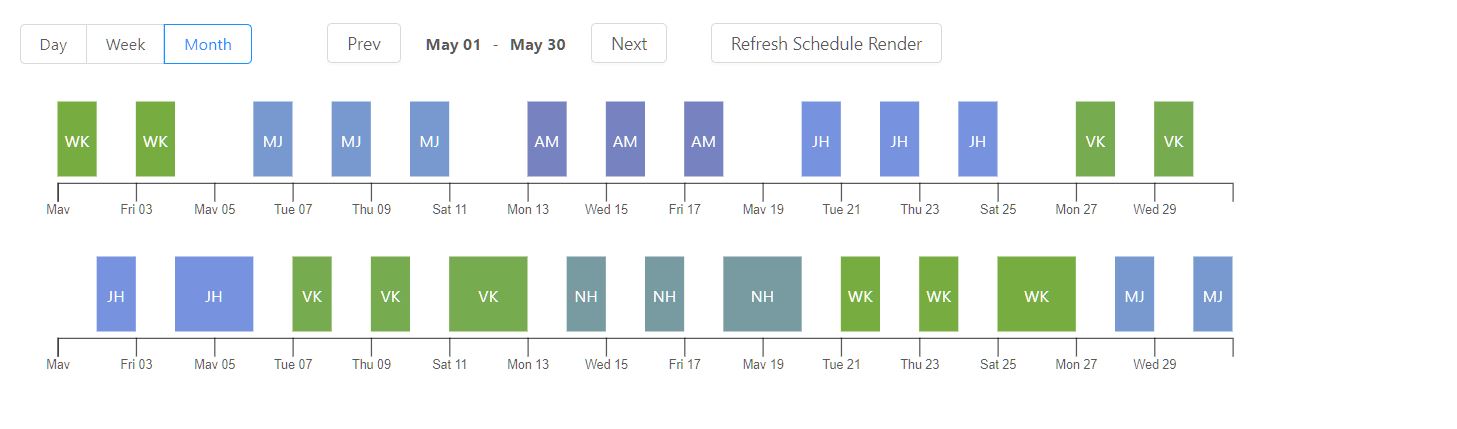 Day Week Month Prev May 01 - May 30 Next Refresh Schedule Render
WK WK MJ MJ MJ AM AM AM JH JH JH VK VK
May Fri 03 May 05 Tue 07 Thu 09 Sat 11 Mon 13 Wed 15 Fri 17 May 19 Tue 21 Thu 23 Sat 25 Mon 27 Wed 29
JH JH VK VK VK NH NH NH WK WK WK MJ MJ
May Fri 03 May 05 Tue 07 Thu 09 Sat 11 Mon 13 Wed 15 Fri 17 May 19 Tue 21 Thu 23 Sat 25 Mon 27 Wed 29